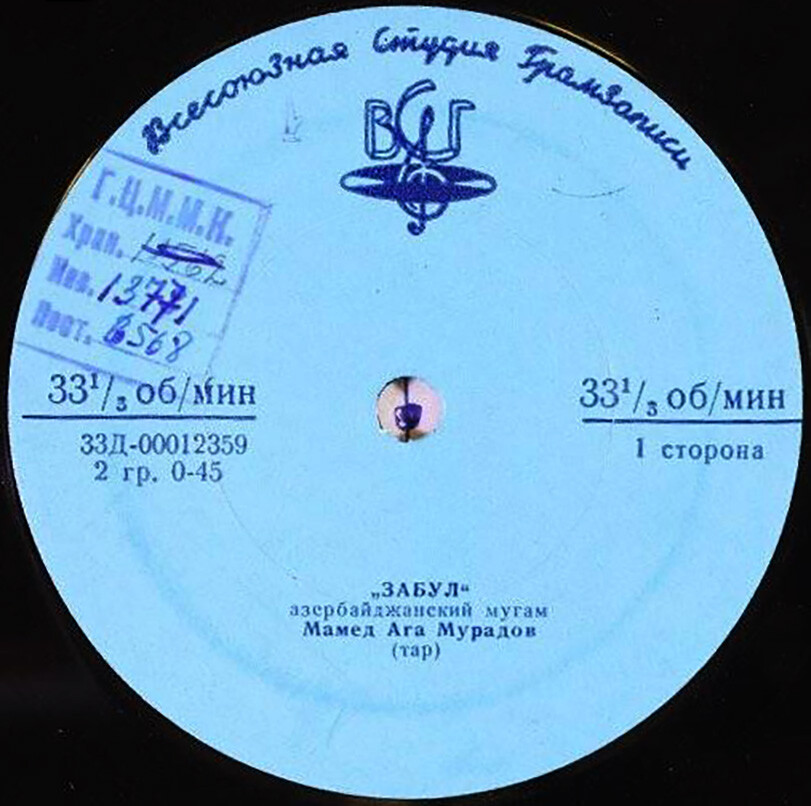 Всесоюзная Студия Грамзаписи
ВСГ
Г.Ц.М.М.К.
Хран.
Инв. 13771
Пост. 8568
33¹/₃ об/мин
33Д-00012359
2 гр. 0-45
33¹/₃ об/мин
1 сторона
„ЗАБУЛ“
азербайджанский мугам
Мамед Ага Мурадов
(тар)